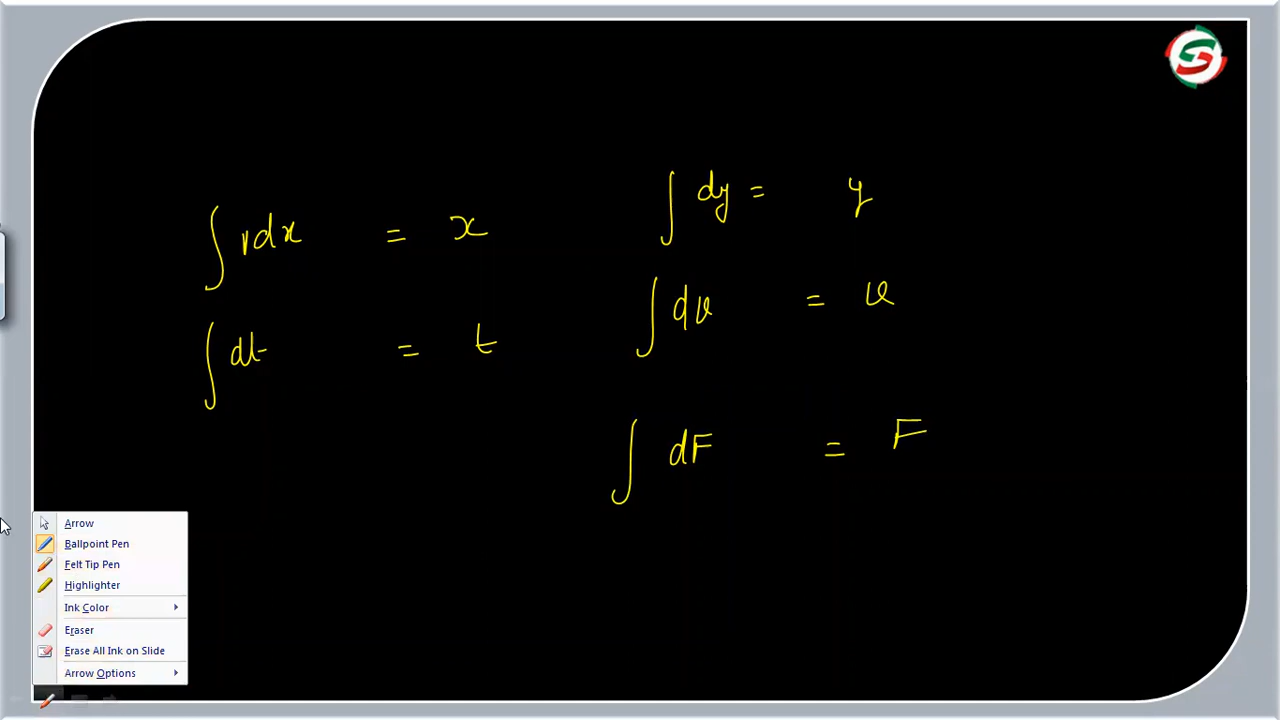 ∫ 1dx = x
∫ dt = t
∫ dy = y
∫ dv = v
∫ dF = F
Arrow
Ballpoint Pen
Felt Tip Pen
Highlighter
Ink Color
Eraser
Erase All Ink on Slide
Arrow Options